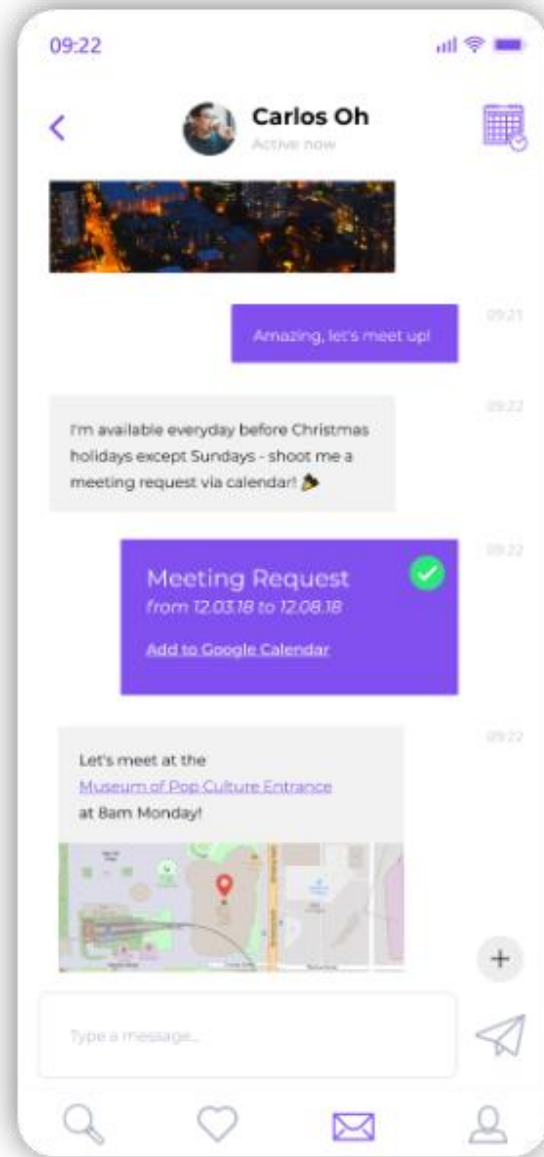 09:22
Carlos Oh
Active now
09:21
Amazing, let's meet up!
09:22
I'm available everyday before Christmas
holidays except Sundays - shoot me a
meeting request via calendar!
09:22
Meeting Request
from 12.03.18 to 12.08.18
Add to Google Calendar
09:22
Let's meet at the
Museum of Pop Culture Entrance
at 8am Monday!
Type a message...